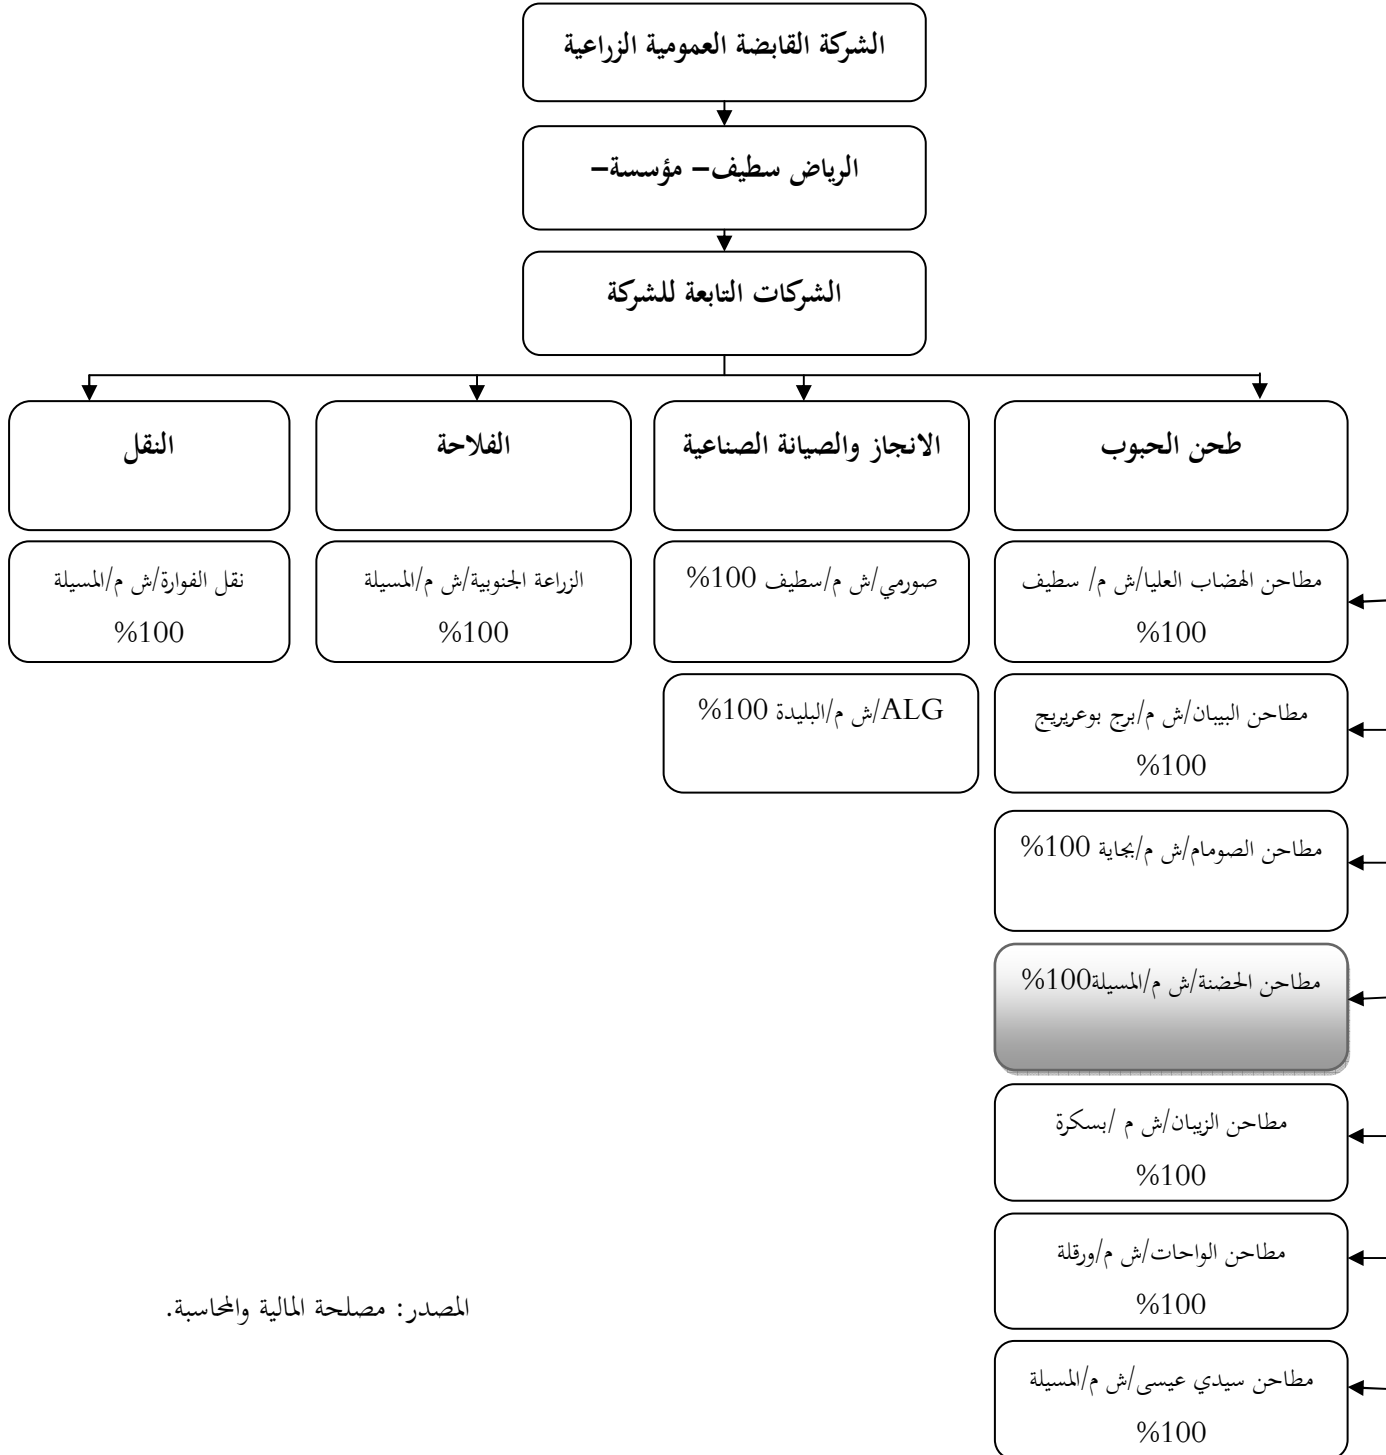 الشركة القابضة العمومية الزراعية
الرياض سطيف– مؤسسة–
الشركات التابعة للشركة
طحن الحبوب
الانجاز والصيانة الصناعية
الفلاحة
النقل
مطاحن الهضاب العليا/ش م/ سطيف
%100
صورمي/ش م/سطيف 100%
الزراعة الجنوبية/ش م/المسيلة
%100
نقل الفوارة/ش م/المسيلة
%100
مطاحن البيبان/ش م/برج بوعريريج
%100
ALG/ش م/البليدة 100%
مطاحن الصومام/ش م/بجاية 100%
مطاحن الحضنة/ش م/المسيلة100%
مطاحن الزيبان/ش م /بسكرة
%100
مطاحن الواحات/ش م/ورقلة
%100
مطاحن سيدي عيسى/ش م/المسيلة
%100
المصدر: مصلحة المالية والمحاسبة.